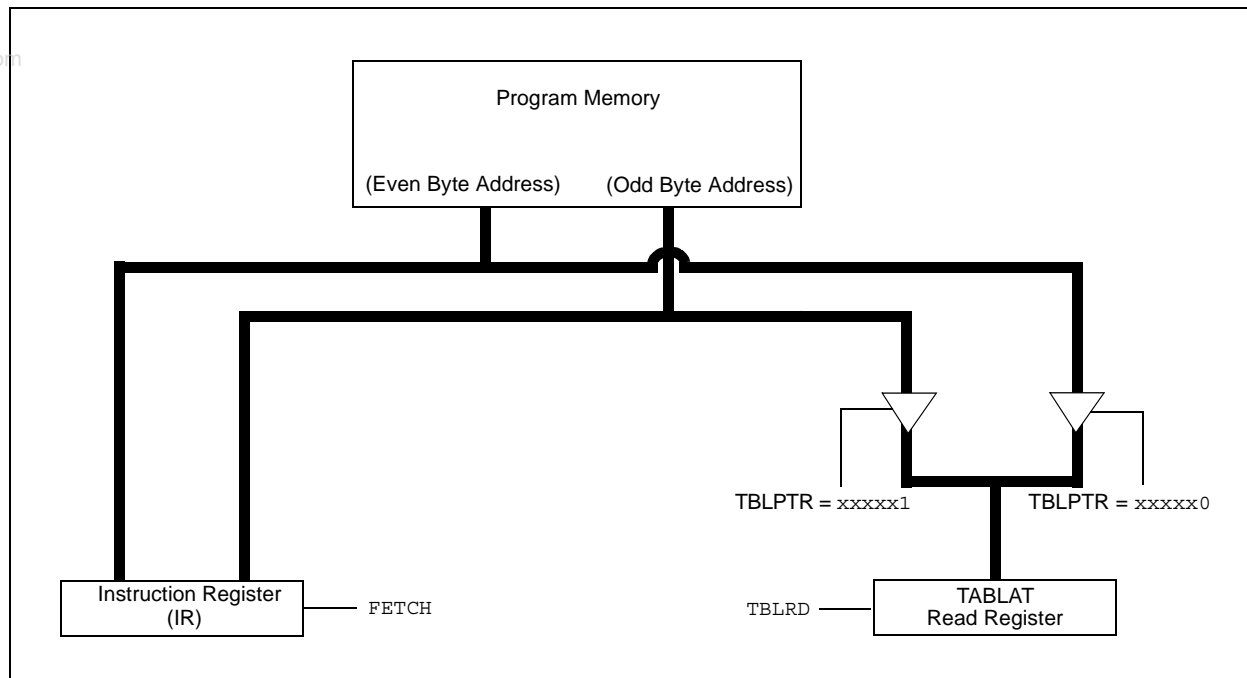 om
Program Memory
(Even Byte Address) (Odd Byte Address)
TBLPTR = xxxxx1
TBLPTR = xxxxx0
Instruction Register
(IR)
FETCH
TBLRD
TABLAT
Read Register